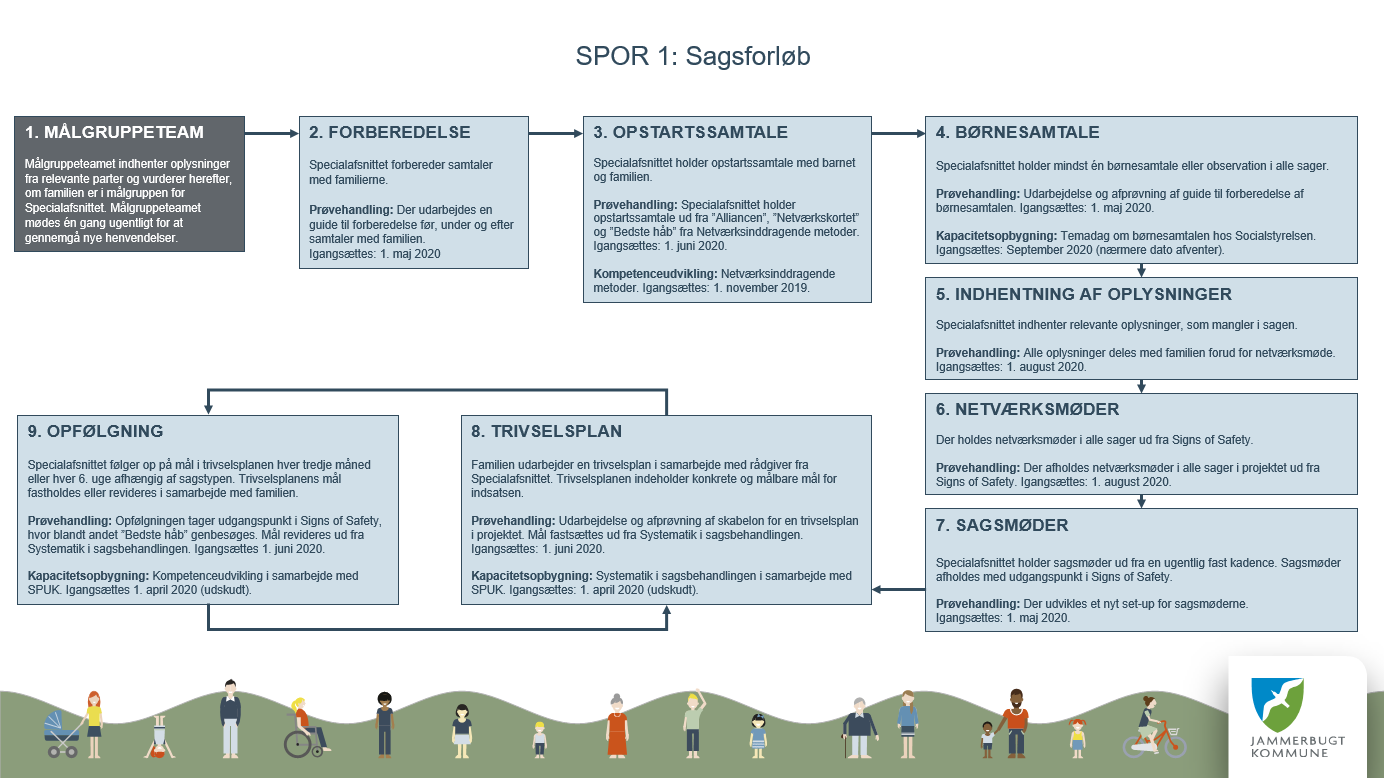 SPOR 1: Sagsforløb
1. MÅLGRUPPETEAM
Målgruppeteamet indhenter oplysninger
fra relevante parter og vurderer herefter,
om familien er i målgruppen for
Specialafsnittet. Målgruppeteamet
mødes én gang ugentligt for at
gennemgå nye henvendelser.
2. FORBEREDELSE
Specialafsnittet forbereder samtaler
med familierne.
Prøvehandling: Der udarbejdes en
guide til forberedelse før, under og efter
samtaler med familien.
Igangsættes: 1. maj 2020
3. OPSTARTSSAMTALE
Specialafsnittet holder opstartssamtale med barnet
og familien.
Prøvehandling: Specialafsnittet holder
opstartssamtale ud fra ”Alliancen”, ”Netværkskortet”
og ”Bedste håb” fra Netværksinddragende metoder.
Igangsættes: 1. juni 2020.
Kompetenceudvikling: Netværksinddragende
metoder. Igangsættes: 1. november 2019.
4. BØRNESAMTALE
Specialafsnittet holder mindst én børnesamtale eller observation i alle sager.
Prøvehandling: Udarbejdelse og afprøvning af guide til forberedelse af
børnesamtalen. Igangsættes: 1. maj 2020.
Kapacitetsopbygning: Temadag om børnesamtalen hos Socialstyrelsen.
Igangsættes: September 2020 (nærmere dato afventer).
5. INDHENTNING AF OPLYSNINGER
Specialafsnittet indhenter relevante oplysninger, som mangler i sagen.
Prøvehandling: Alle oplysninger deles med familien forud for netværksmøde.
Igangsættes: 1. august 2020.
6. NETVÆRKSMØDER
Der holdes netværksmøder i alle sager ud fra Signs of Safety.
Prøvehandling: Der afholdes netværksmøder i alle sager i projektet ud fra
Signs of Safety. Igangsættes: 1. august 2020.
7. SAGSMØDER
Specialafsnittet holder sagsmøder ud fra en ugentlig fast kadence. Sagsmøder
afholdes med udgangspunkt i Signs of Safety.
Prøvehandling: Der udvikles et nyt set-up for sagsmøderne.
Igangsættes: 1. maj 2020.
8. TRIVSELSPLAN
Familien udarbejder en trivselsplan i samarbejde med rådgiver fra
Specialafsnittet. Trivselsplanen indeholder konkrete og målbare mål for
indsatsen.
Prøvehandling: Udarbejdelse og afprøvning af skabelon for en trivselsplan
i projektet. Mål fastsættes ud fra Systematik i sagsbehandlingen.
Igangsættes: 1. juni 2020.
Kapacitetsopbygning: Systematik i sagsbehandlingen i samarbejde med
SPUK. Igangsættes: 1. april 2020 (udskudt).
9. OPFØLGNING
Specialafsnittet følger op på mål i trivselsplanen hver tredje måned
eller hver 6. uge afhængig af sagstypen. Trivselsplanens mål
fastholdes eller revideres i samarbejde med familien.
Prøvehandling: Opfølgningen tager udgangspunkt i Signs of Safety,
hvor blandt andet ”Bedste håb” genbesøges. Mål revideres ud fra
Systematik i sagsbehandlingen. Igangsættes 1. juni 2020.
Kapacitetsopbygning: Kompetenceudvikling i samarbejde med
SPUK. Igangsættes 1. april 2020 (udskudt).
JAMMERBUGT
KOMMUNE